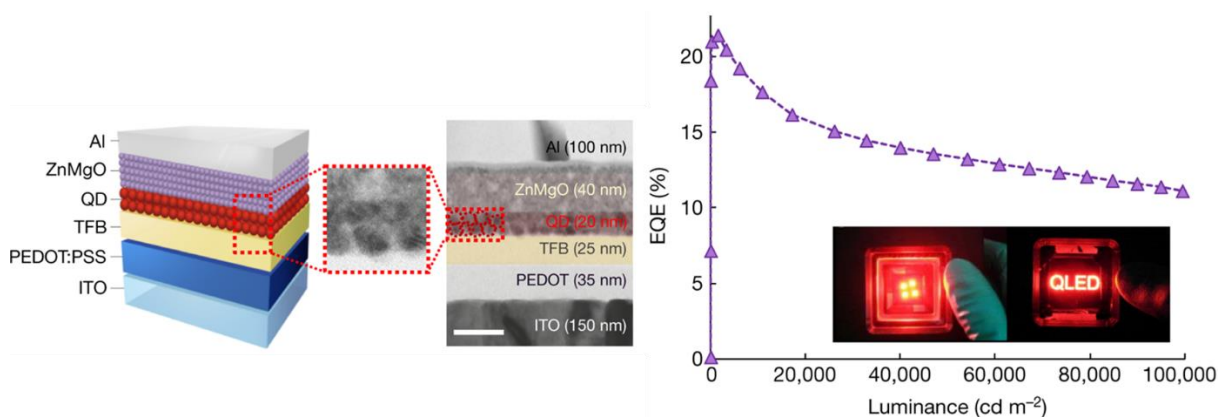 Al
ZnMgO
QD
TFB
PEDOT:PSS
ITO
Al (100 nm)
ZnMgO (40 nm)
QD (20 nm)
TFB (25 nm)
PEDOT (35 nm)
ITO (150 nm)
EQE (%)
20
15
10
5
0
QLED
0 20,000 40,000 60,000 80,000 100,000
Luminance (cd m⁻²)